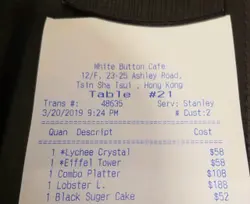 White Button Cafe
12/F, 23-25 Ashley Road,
Tsim Sha Tsui , Hong Kong
Table #21
Trans #: 48635 Serv: Stanley
3/20/2019 9:24 PM # Cust:2
Quan Descript Cost
1 *Lychee Crystal $58
1 *Eiffel Tower $58
1 Combo Platter $108
1 Lobster L. $188
1 Black Suger Cake $52